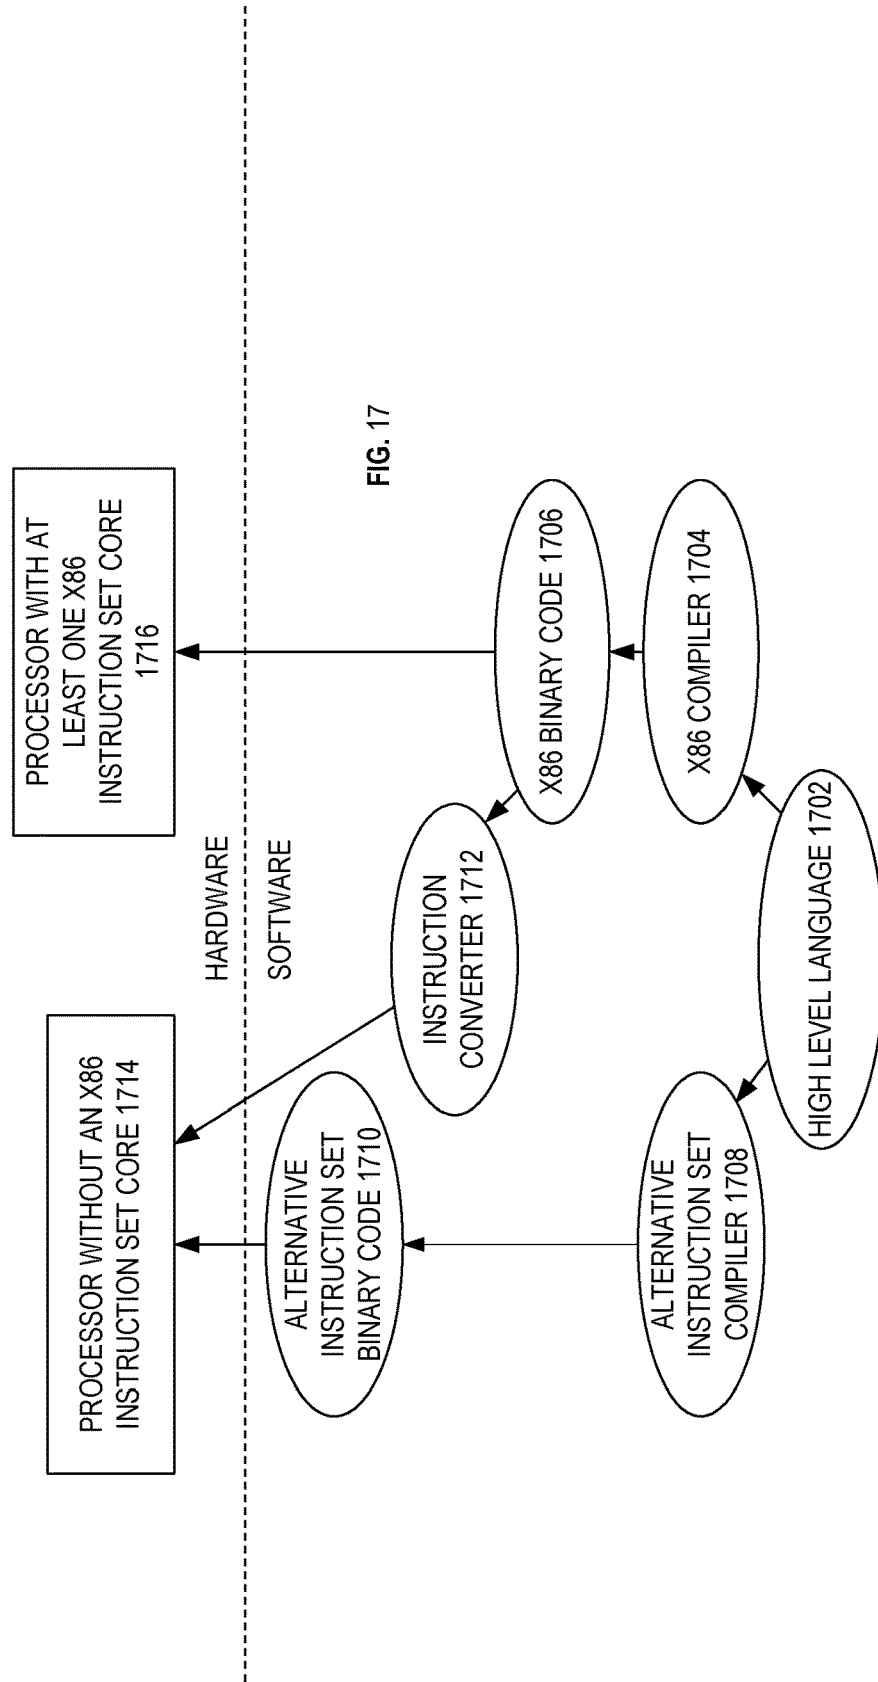 PROCESSOR WITHOUT AN X86
INSTRUCTION SET CORE 1714
PROCESSOR WITH AT
LEAST ONE X86
INSTRUCTION SET CORE
1716
HARDWARE
SOFTWARE
ALTERNATIVE
INSTRUCTION SET
BINARY CODE 1710
INSTRUCTION
CONVERTER 1712
FIG. 17
X86 BINARY CODE 1706
ALTERNATIVE
INSTRUCTION SET
COMPILER 1708
X86 COMPILER 1704
HIGH LEVEL LANGUAGE 1702